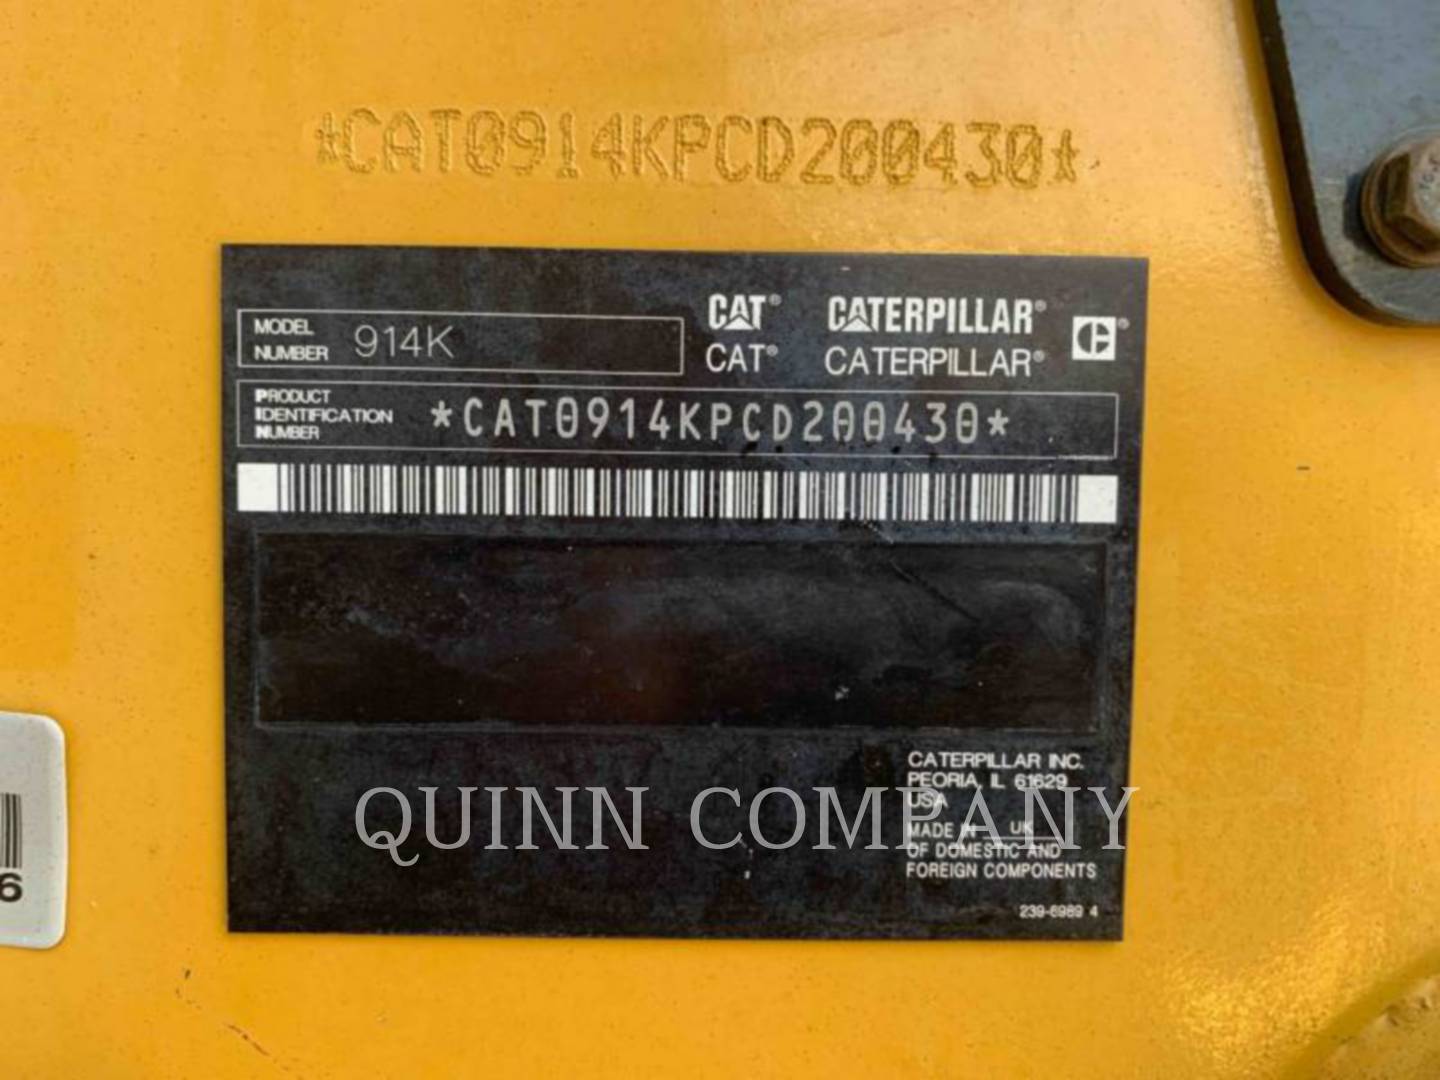 *CAT0914KPCD200430*
CAT® CATERPILLAR®
MODEL NUMBER 914K
CAT® CATERPILLAR®
PRODUCT IDENTIFICATION NUMBER *CAT0914KPCD200430*
CATERPILLAR INC.
PEORIA, IL 61629
USA
QUINN COMPANY
MADE IN UK
OF DOMESTIC AND
FOREIGN COMPONENTS
239-6989 4
6